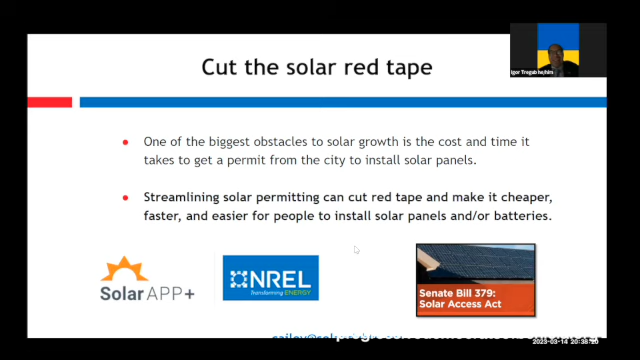 Igor Tregub he/him
Cut the solar red tape
One of the biggest obstacles to solar growth is the cost and time it
takes to get a permit from the city to install solar panels.
Streamlining solar permitting can cut red tape and make it cheaper,
faster, and easier for people to install solar panels and/or batteries.
SolarAPP+
NREL
Transforming ENERGY
Senate Bill 379:
Solar Access Act
2023-03-14 20:38:20